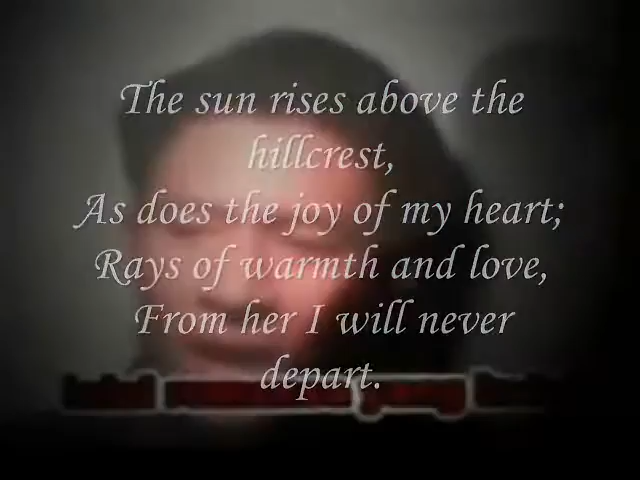 The sun rises above the
hillcrest,
As does the joy of my heart;
Rays of warmth and love,
From her I will never
depart.